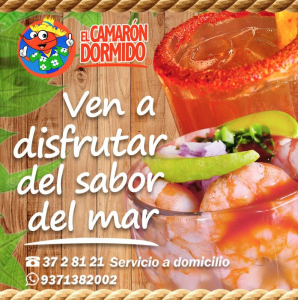 EL CAMARÓN
DORMIDO
Ven a
disfrutar
del sabor
del mar
37 2 81 21 Servicio a domicilio
9371382002